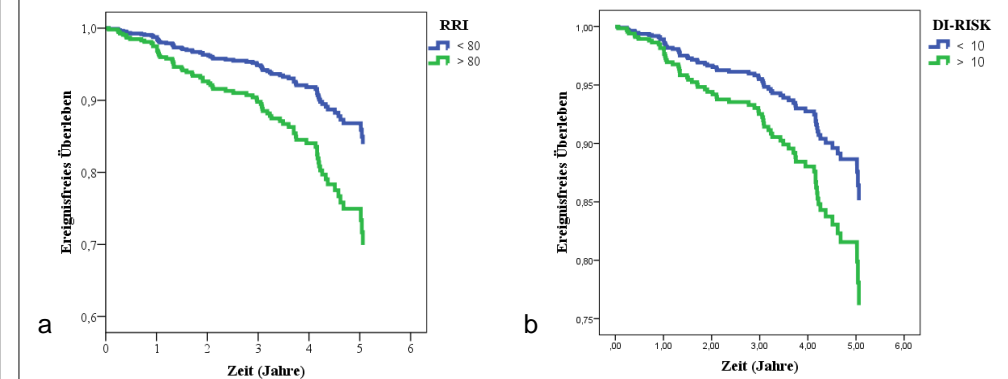 RRI
< 80
> 80
1,0
0,9
0,8
0,7
0,6
Ereignisfreies Überleben
0 1 2 3 4 5 6
Zeit (Jahre)
a
DI-RISK
< 10
> 10
1,00
0,95
0,90
0,85
0,80
0,75
Ereignisfreies Überleben
,00 1,00 2,00 3,00 4,00 5,00 6,00
Zeit (Jahre)
b